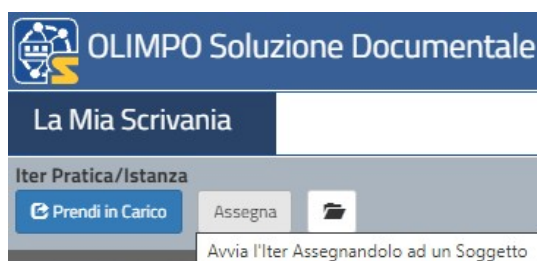 OLIMPO Soluzione Documentale
La Mia Scrivania
Iter Pratica/Istanza
Prendi in Carico Assegna
Avvia l'Iter Assegnandolo ad un Soggetto